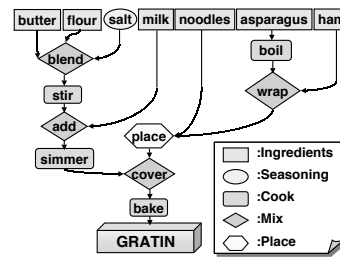 butter flour salt milk noodles asparagus ham
blend
boil
stir
wrap
add
place
simmer
cover
bake
GRATIN
:Ingredients
:Seasoning
:Cook
:Mix
:Place